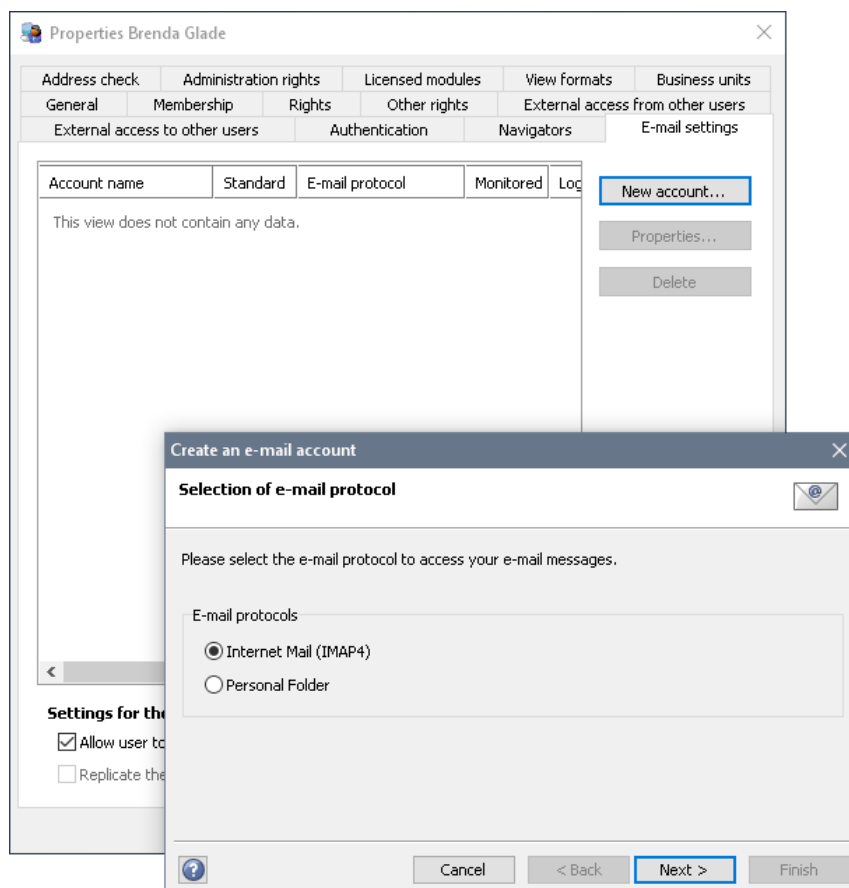 Properties Brenda Glade
Address check Administration rights Licensed modules View formats Business units
General Membership Rights Other rights External access from other users
External access to other users Authentication Navigators E-mail settings
Account name Standard E-mail protocol Monitored Log
New account...
This view does not contain any data.
Properties...
Delete
Create an e-mail account
Selection of e-mail protocol
Please select the e-mail protocol to access your e-mail messages.
E-mail protocols
Internet Mail (IMAP4)
Personal Folder
Settings for the
Allow user to
Replicate the
Cancel < Back Next > Finish